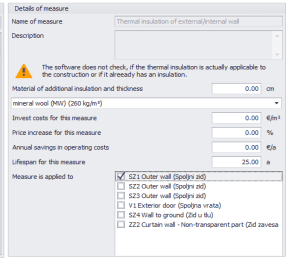 Details of measure
Name of measure Thermal insulation of external/internal wall
Description
The software does not check, if the thermal insulation is actually applicable to
the construction or if it already has an insulation.
Material of additional insulation and thickness 0.00 cm
mineral wool (MW) (260 kg/m³)
Invest costs for this measure 0.00 €/m²
Price increase for this measure 0.00 %
Annual savings in operating costs 0.00 €/a
Lifespan for this measure 25.00 a
Measure is applied to SZ1 Outer wall (Spoljni zid)
SZ2 Outer wall (Spoljni zid)
SZ3 Outer wall (Spoljni zid)
V1 Exterior door (Spoljna vrata)
SZ4 Wall to ground (Zid u tlu)
ZZ2 Curtain wall - Non-transparent part (Zid zavesa